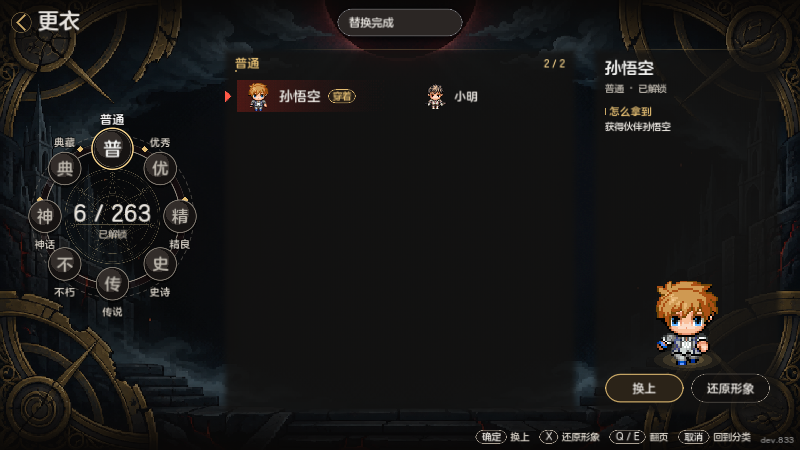 更衣
替换完成
普通
典藏
优秀
普
典
优
神
6 / 263
已解锁
精
神话
精良
不
史
传
不朽
史诗
传说
普通
2 / 2
孙悟空
穿着
小明
孙悟空
普通 · 已解锁
怎么拿到
获得伙伴孙悟空
换上
还原形象
确定 换上
X 还原形象
Q / E 翻页
取消 回到分类
dev.833